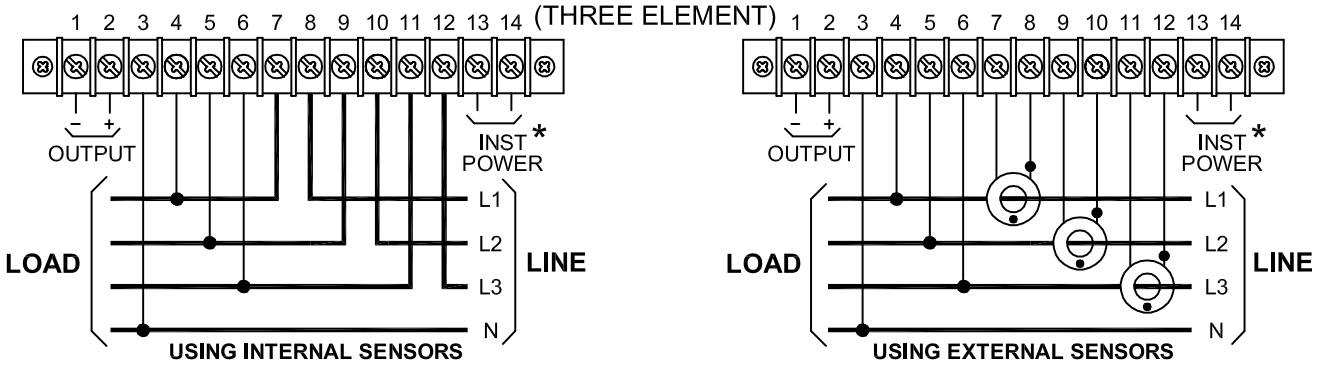 (THREE ELEMENT)
1 2 3 4 5 6 7 8 9 10 11 12 13 14
− +
OUTPUT
INST *
POWER
LOAD
L1
L2
L3
N
LINE
USING INTERNAL SENSORS
1 2 3 4 5 6 7 8 9 10 11 12 13 14
− +
OUTPUT
INST *
POWER
LOAD
L1
L2
L3
N
LINE
USING EXTERNAL SENSORS